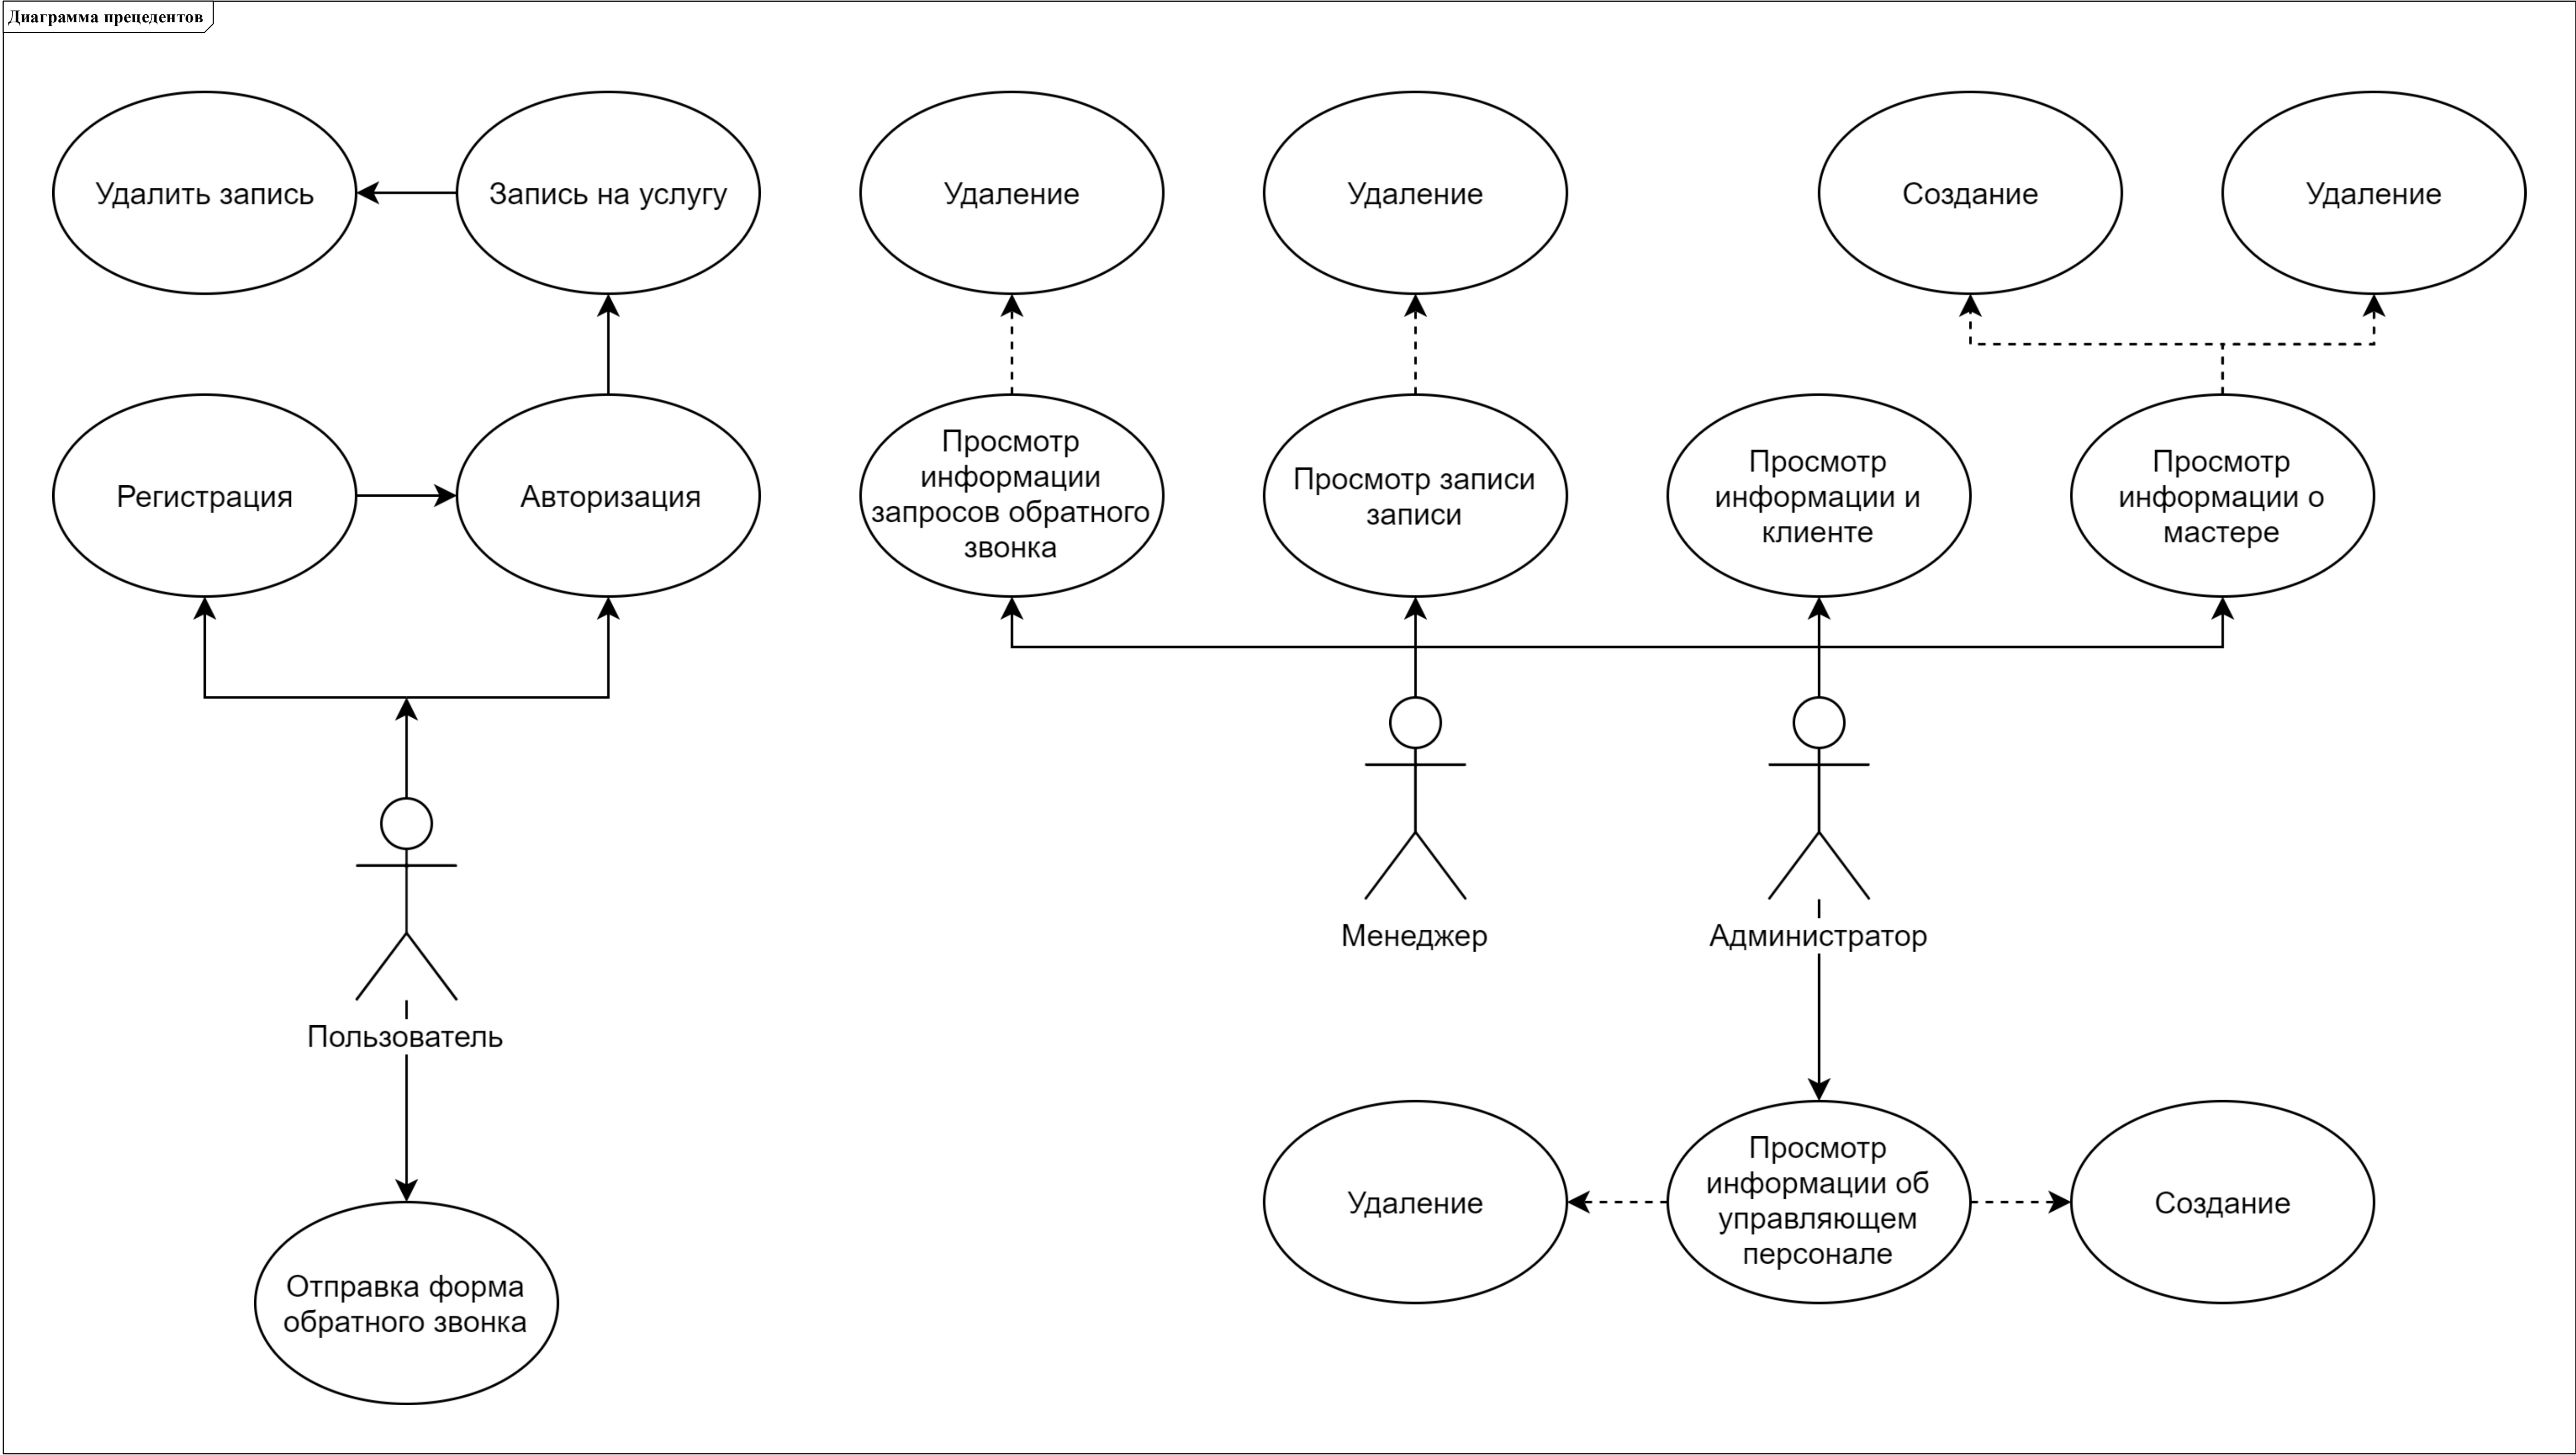 Диаграмма прецедентов
Удалить запись
Запись на услугу
Удаление
Удаление
Создание
Удаление
Регистрация
Авторизация
Просмотр
информации
запросов обратного
звонка
Просмотр записи
записи
Просмотр
информации и
клиенте
Просмотр
информации о
мастере
Менеджер
Администратор
Пользователь
Удаление
Просмотр
информации об
управляющем
персонале
Создание
Отправка форма
обратного звонка